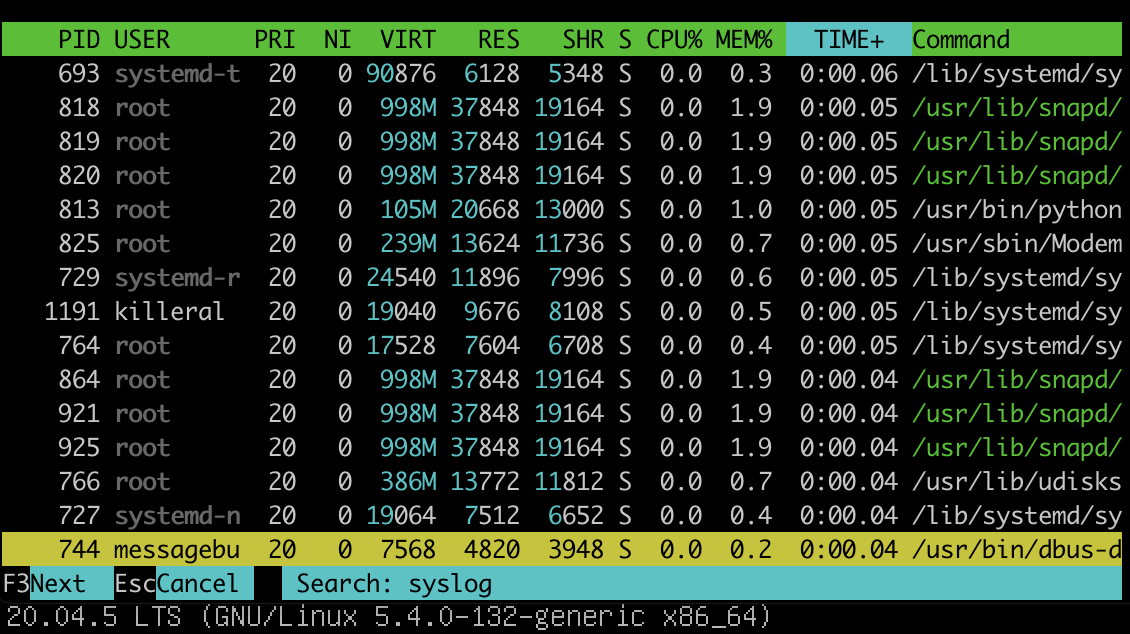 PID USER PRI NI VIRT RES SHR S CPU% MEM% TIME+ Command
693 systemd-t 20 0 90876 6128 5348 S 0.0 0.3 0:00.06 /lib/systemd/sy
818 root 20 0 998M 37848 19164 S 0.0 1.9 0:00.05 /usr/lib/snapd/
819 root 20 0 998M 37848 19164 S 0.0 1.9 0:00.05 /usr/lib/snapd/
820 root 20 0 998M 37848 19164 S 0.0 1.9 0:00.05 /usr/lib/snapd/
813 root 20 0 105M 20668 13000 S 0.0 1.0 0:00.05 /usr/bin/python
825 root 20 0 239M 13624 11736 S 0.0 0.7 0:00.05 /usr/sbin/Modem
729 systemd-r 20 0 24540 11896 7996 S 0.0 0.6 0:00.05 /lib/systemd/sy
1191 killeral 20 0 19040 9676 8108 S 0.0 0.5 0:00.05 /lib/systemd/sy
764 root 20 0 17528 7604 6708 S 0.0 0.4 0:00.05 /lib/systemd/sy
864 root 20 0 998M 37848 19164 S 0.0 1.9 0:00.04 /usr/lib/snapd/
921 root 20 0 998M 37848 19164 S 0.0 1.9 0:00.04 /usr/lib/snapd/
925 root 20 0 998M 37848 19164 S 0.0 1.9 0:00.04 /usr/lib/snapd/
766 root 20 0 386M 13772 11812 S 0.0 0.7 0:00.04 /usr/lib/udisks
727 systemd-n 20 0 19064 7512 6652 S 0.0 0.4 0:00.04 /lib/systemd/sy
744 messagebu 20 0 7568 4820 3948 S 0.0 0.2 0:00.04 /usr/bin/dbus-d
F3Next EscCancel Search: syslog
20.04.5 LTS (GNU/Linux 5.4.0-132-generic x86_64)